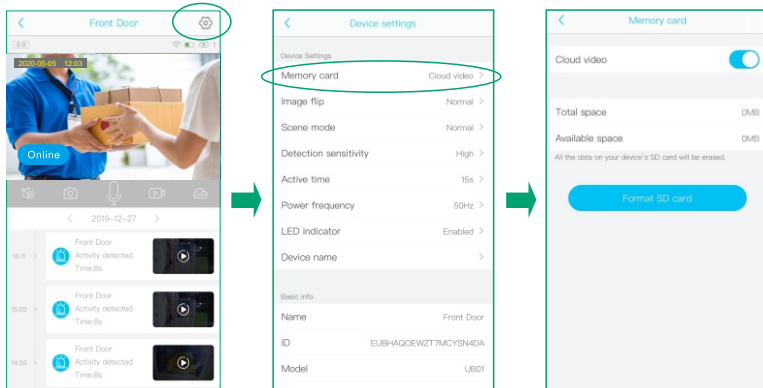 Front Door
2020-05-05 12:03
Online
2019-12-27
16:11
Front Door
Activity detected
Time:8s
15:00
Front Door
Activity detected
Time:8s
14:59
Front Door
Activity detected
Time:8s
Device settings
Device Settings
Memory card Cloud video
Image flip Normal
Scene mode Normal
Detection sensitivity High
Active time 15s
Power frequency 50Hz
LED indicator Enabled
Device name
Basic info
Name Front Door
ID EUBHAQOEWZT7MCYSN4DA
Model UB01
Memory card
Cloud video
Total space 0MB
Available space 0MB
All the data on your device's SD card will be erased.
Format SD card